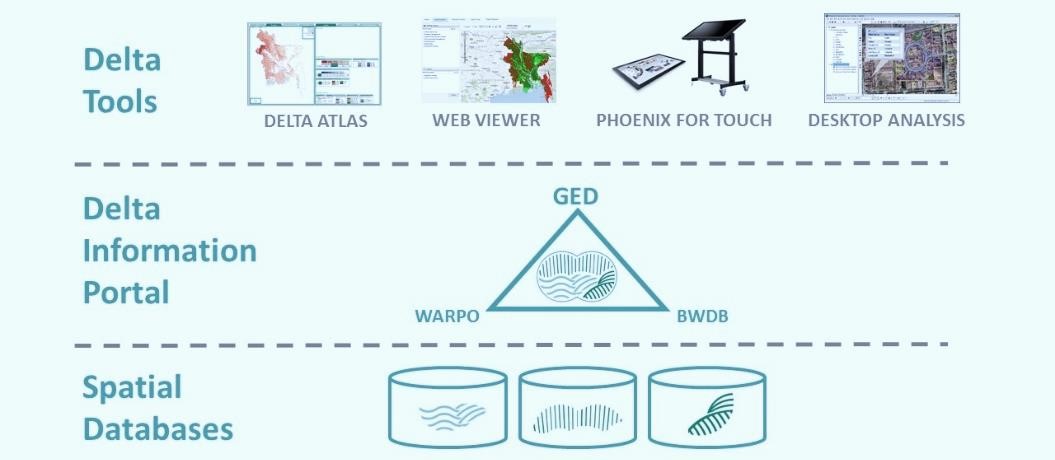 Delta
Tools
DELTA ATLAS
WEB VIEWER
PHOENIX FOR TOUCH
DESKTOP ANALYSIS
Delta
Information
Portal
GED
WARPO
BWDB
Spatial
Databases